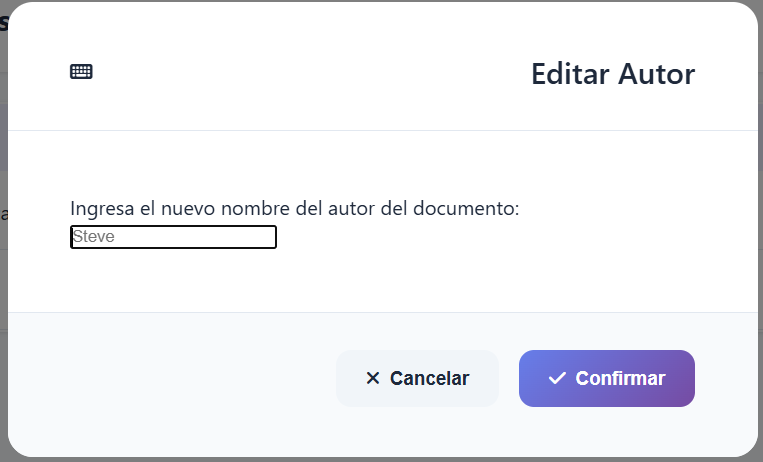 Editar Autor
Ingresa el nuevo nombre del autor del documento:
Steve
Cancelar
Confirmar